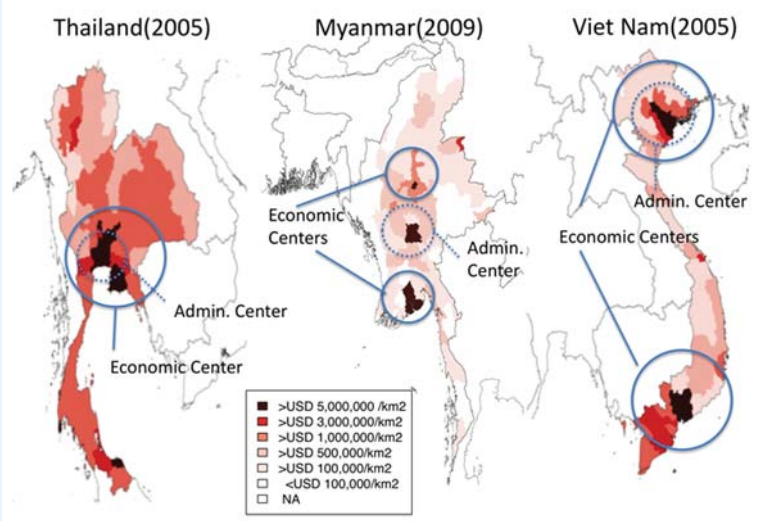 Thailand(2005)
Myanmar(2009)
Viet Nam(2005)
Admin. Center
Economic Center
Economic
Centers
Admin.
Center
Admin. Center
Economic Centers
>USD 5,000,000 /km2
>USD 3,000,000/km2
>USD 1,000,000/km2
>USD 500,000/km2
>USD 100,000/km2
<USD 100,000/km2
NA